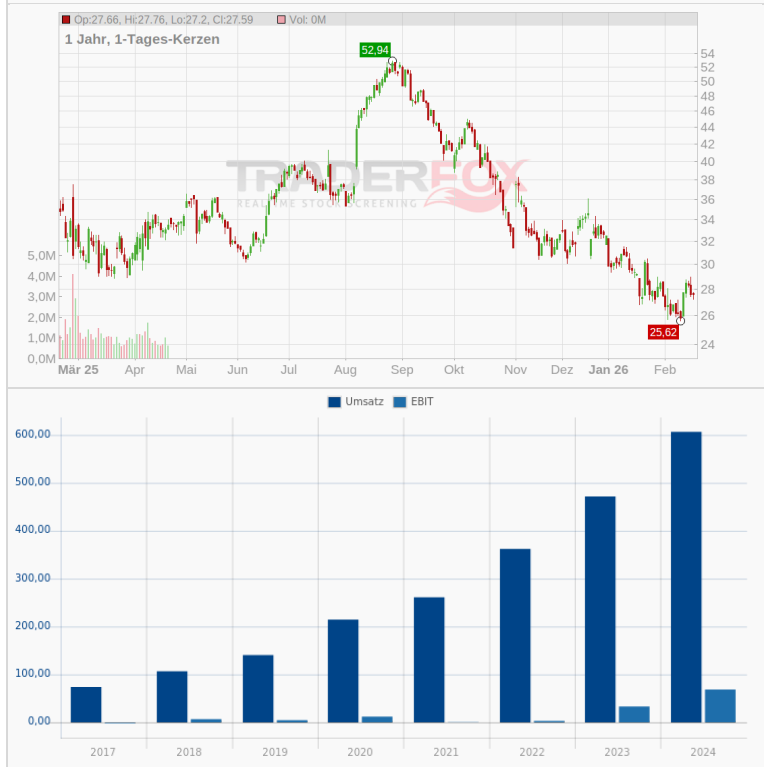 Op:27.66, Hi:27.76, Lo:27.2, Cl:27.59 Vol: 0M
1 Jahr, 1-Tages-Kerzen
52,94
54
52
50
48
46
44
42
40
38
36
34
32
30
28
26
24
TRADERFOX
REALTIME STOCK SCREENING
5,0M
4,0M
3,0M
2,0M
1,0M
0,0M
25,62
Mär 25 Apr Mai Jun Jul Aug Sep Okt Nov Dez Jan 26 Feb
Umsatz EBIT
600,00
500,00
400,00
300,00
200,00
100,00
0,00
2017 2018 2019 2020 2021 2022 2023 2024